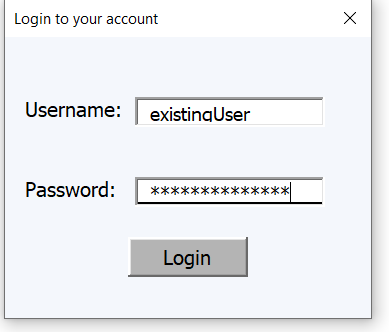 Login to your account
Username:
existingUser
Password:
**************
Login